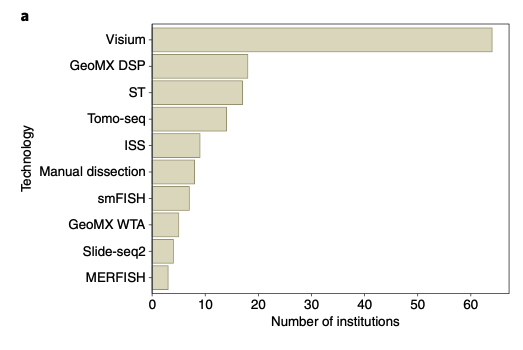 a
Technology
Visium
GeoMX DSP
ST
Tomo-seq
ISS
Manual dissection
smFISH
GeoMX WTA
Slide-seq2
MERFISH
0 10 20 30 40 50 60
Number of institutions